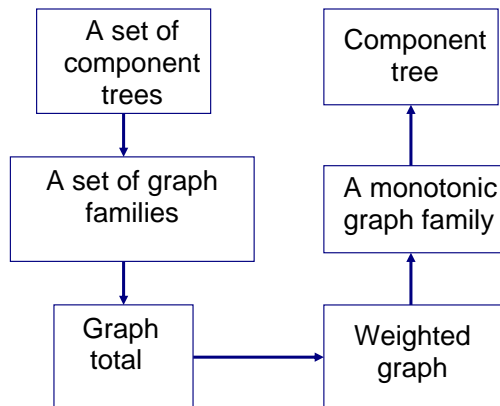 A set of
component
trees
A set of graph
families
Graph
total
Weighted
graph
A monotonic
graph family
Component
tree